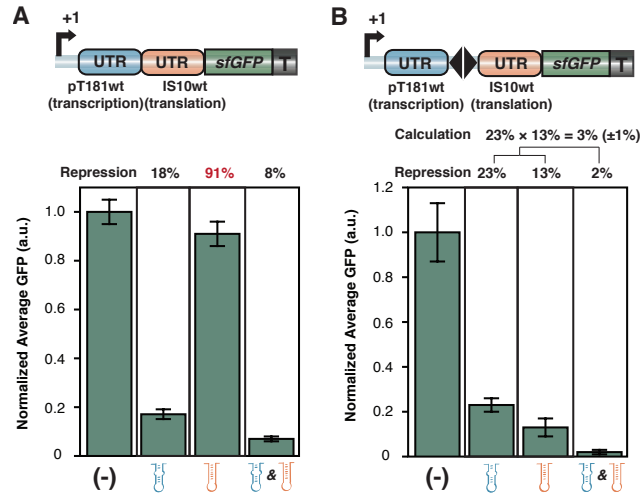 A
+1
UTR UTR sfGFP T
pT181wt IS10wt
(transcription) (translation)
Repression 18% 91% 8%
Normalized Average GFP (a.u.)
1.0
0.8
0.6
0.4
0.2
0
(-) &
B
+1
UTR UTR sfGFP T
pT181wt IS10wt
(transcription) (translation)
Calculation 23% × 13% = 3% (±1%)
Repression 23% 13% 2%
Normalized Average GFP (a.u.)
1.2
1.0
0.8
0.6
0.4
0.2
0
(-) &